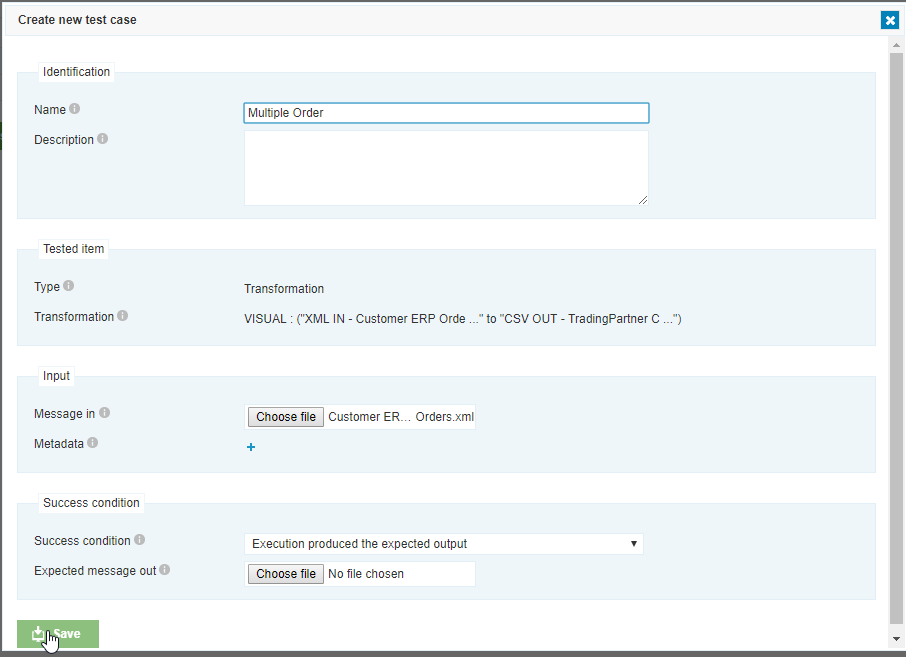 Create new test case
Identification
Name
Multiple Order
Description
Tested item
Type
Transformation
Transformation
VISUAL : ("XML IN - Customer ERP Orde ..." to "CSV OUT - TradingPartner C ...")
Input
Message in
Choose file Customer ER... Orders.xml
Metadata
+
Success condition
Success condition
Execution produced the expected output
Expected message out
Choose file No file chosen
Save